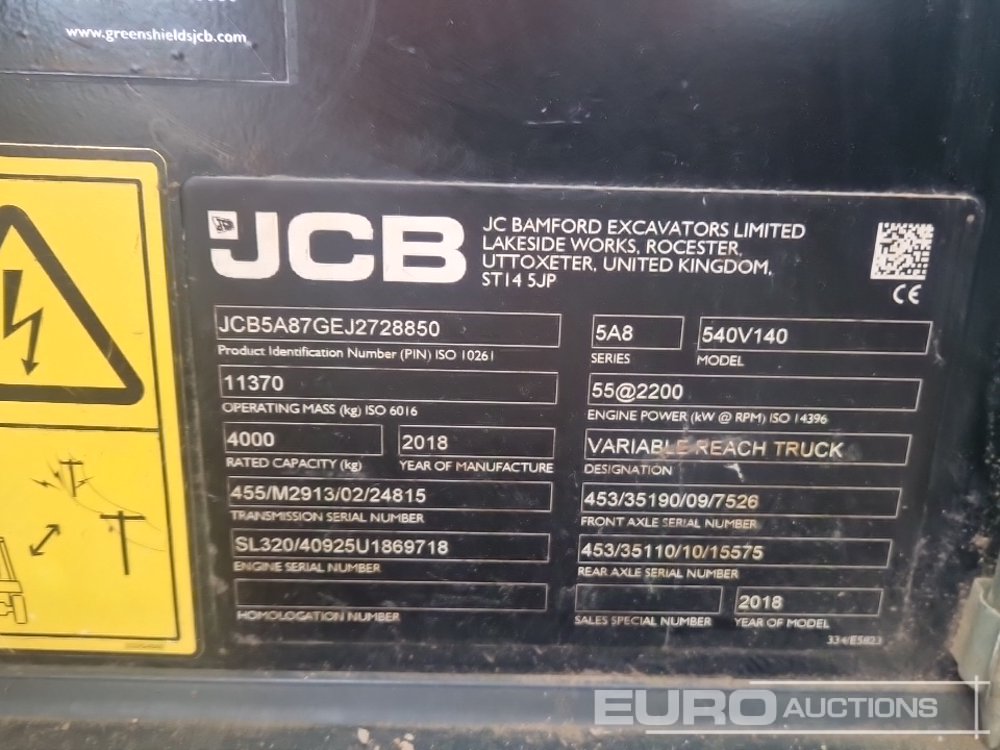 www.greenshieldsjcb.com
JCB
JC BAMFORD EXCAVATORS LIMITED
LAKESIDE WORKS, ROCESTER,
UTTOXETER, UNITED KINGDOM,
ST14 5JP
CE
JCB5A87GEJ2728850
Product Identification Number (PIN) ISO 10261
5A8
SERIES
540V140
MODEL
11370
OPERATING MASS (kg) ISO 6016
55@2200
ENGINE POWER (kW @ RPM) ISO 14396
4000
RATED CAPACITY (kg)
2018
YEAR OF MANUFACTURE
VARIABLE REACH TRUCK
DESIGNATION
455/M2913/02/24815
TRANSMISSION SERIAL NUMBER
453/35190/09/7526
FRONT AXLE SERIAL NUMBER
SL320/40925U1869718
ENGINE SERIAL NUMBER
453/35110/10/15575
REAR AXLE SERIAL NUMBER
HOMOLOGATION NUMBER
SALES SPECIAL NUMBER
2018
YEAR OF MODEL
334/E5823
EURO AUCTIONS